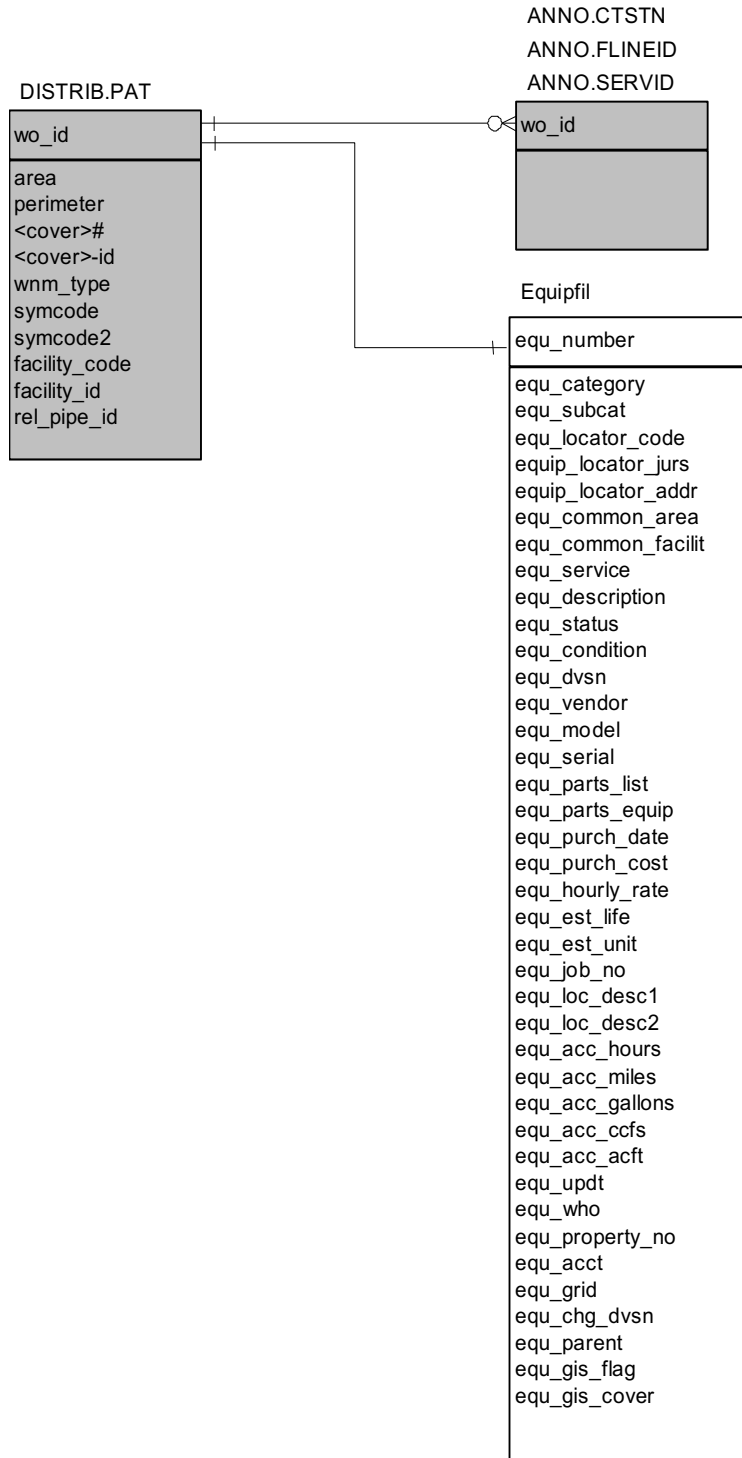 ANNO.CTSTN
ANNO.FLINEID
ANNO.SERVID
DISTRIB.PAT
wo_id
wo_id
area
perimeter
<cover>#
<cover>-id
wnm_type
symcode
symcode2
facility_code
facility_id
rel_pipe_id
Equipfil
equ_number
equ_category
equ_subcat
equ_locator_code
equip_locator_jurs
equip_locator_addr
equ_common_area
equ_common_facilit
equ_service
equ_description
equ_status
equ_condition
equ_dvsn
equ_vendor
equ_model
equ_serial
equ_parts_list
equ_parts_equip
equ_purch_date
equ_purch_cost
equ_hourly_rate
equ_est_life
equ_est_unit
equ_job_no
equ_loc_desc1
equ_loc_desc2
equ_acc_hours
equ_acc_miles
equ_acc_gallons
equ_acc_ccfs
equ_acc_acft
equ_updt
equ_who
equ_property_no
equ_acct
equ_grid
equ_chg_dvsn
equ_parent
equ_gis_flag
equ_gis_cover